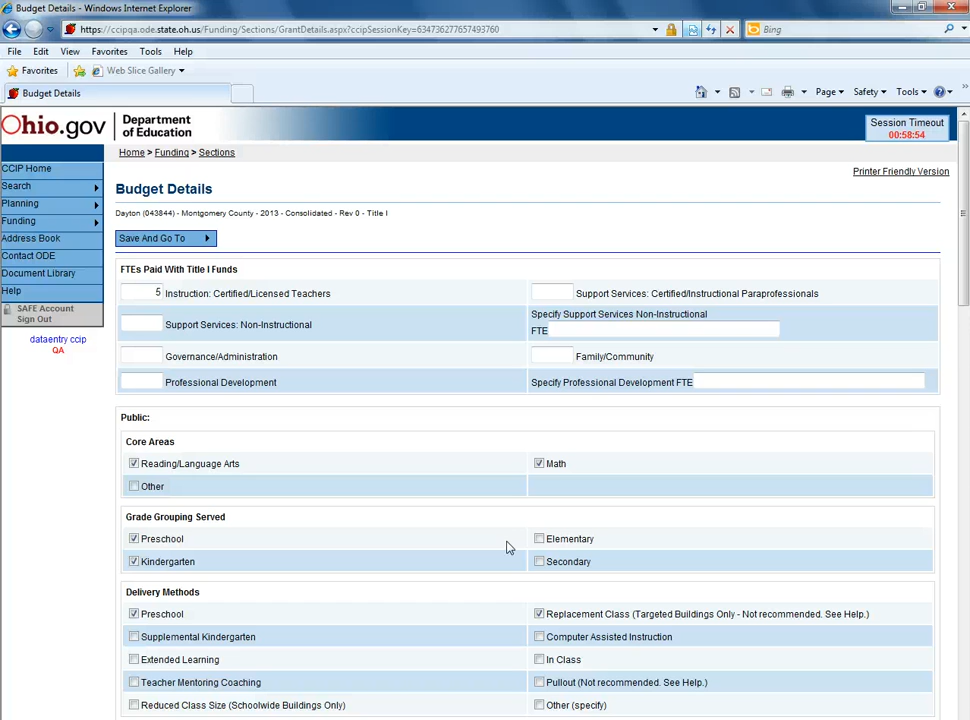 Budget Details - Windows Internet Explorer
https://ccipqa.ode.state.oh.us/Funding/Sections/GrantDetails.aspx?ccipSessionKey=634736277657493760
Bing
File Edit View Favorites Tools Help
Favorites Web Slice Gallery
Budget Details
Page Safety Tools
Ohio.gov
Department of Education
Session Timeout
00:58:54
Home > Funding > Sections
CCIP Home
Search
Planning
Funding
Address Book
Contact ODE
Document Library
Help
SAFE Account
Sign Out
dataentry ccip
QA
Printer Friendly Version
Budget Details
Dayton (043844) - Montgomery County - 2013 - Consolidated - Rev 0 - Title I
Save And Go To
FTEs Paid With Title I Funds
5 Instruction: Certified/Licensed Teachers
Support Services: Certified/Instructional Paraprofessionals
Support Services: Non-Instructional
Specify Support Services Non-Instructional
FTE
Governance/Administration
Family/Community
Professional Development
Specify Professional Development FTE
Public:
Core Areas
Reading/Language Arts
Math
Other
Grade Grouping Served
Preschool
Elementary
Kindergarten
Secondary
Delivery Methods
Preschool
Replacement Class (Targeted Buildings Only - Not recommended. See Help.)
Supplemental Kindergarten
Computer Assisted Instruction
Extended Learning
In Class
Teacher Mentoring Coaching
Pullout (Not recommended. See Help.)
Reduced Class Size (Schoolwide Buildings Only)
Other (specify)